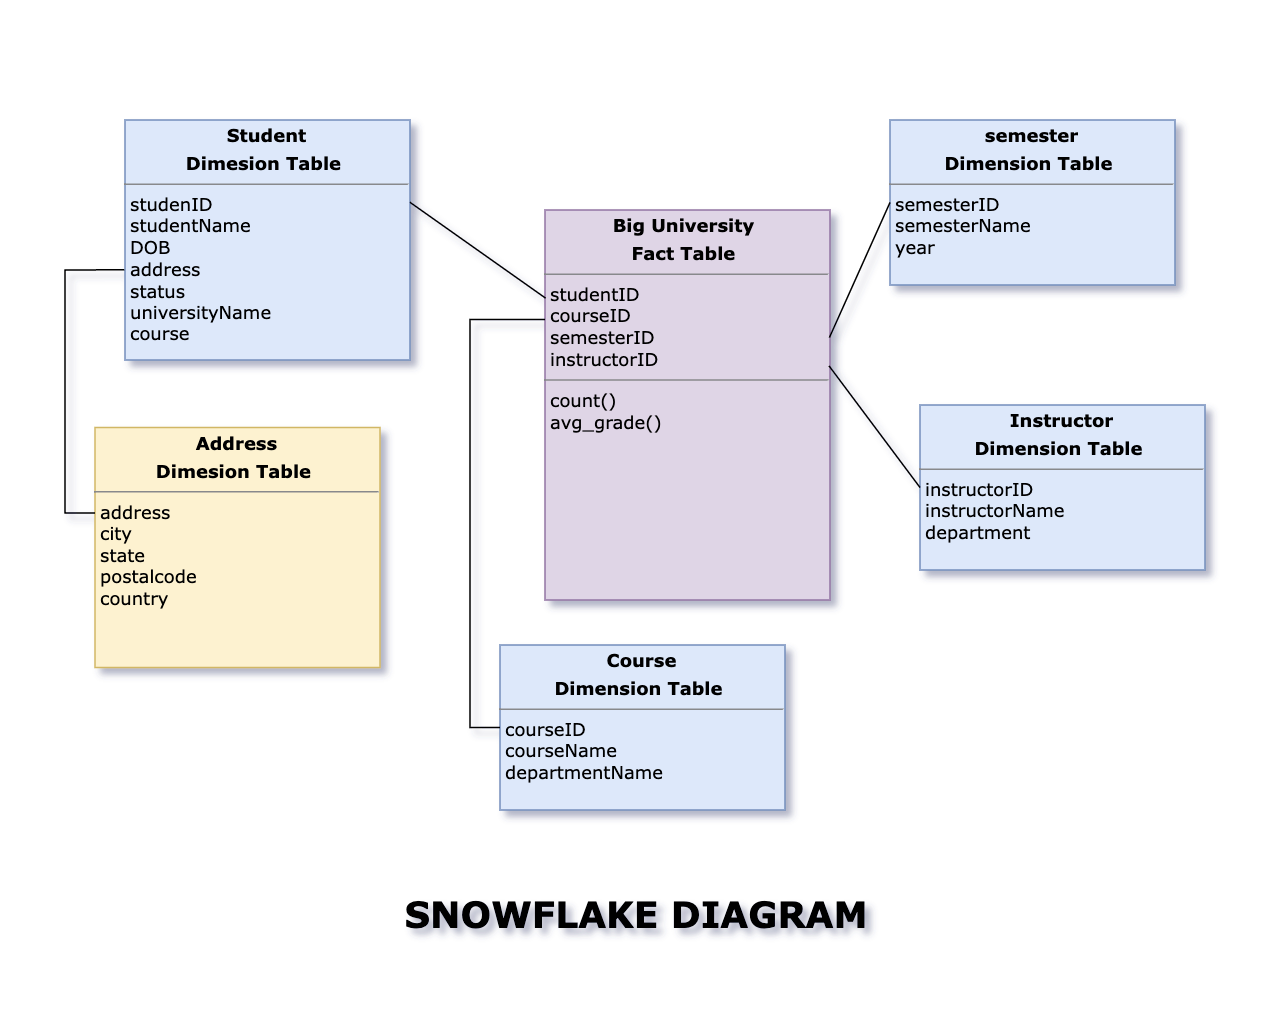 Student
Dimesion Table
studenID
studentName
DOB
address
status
universityName
course
Big University
Fact Table
studentID
courseID
semesterID
instructorID
count()
avg_grade()
semester
Dimension Table
semesterID
semesterName
year
Address
Dimesion Table
address
city
state
postalcode
country
Instructor
Dimension Table
instructorID
instructorName
department
Course
Dimension Table
courseID
courseName
departmentName
SNOWFLAKE DIAGRAM